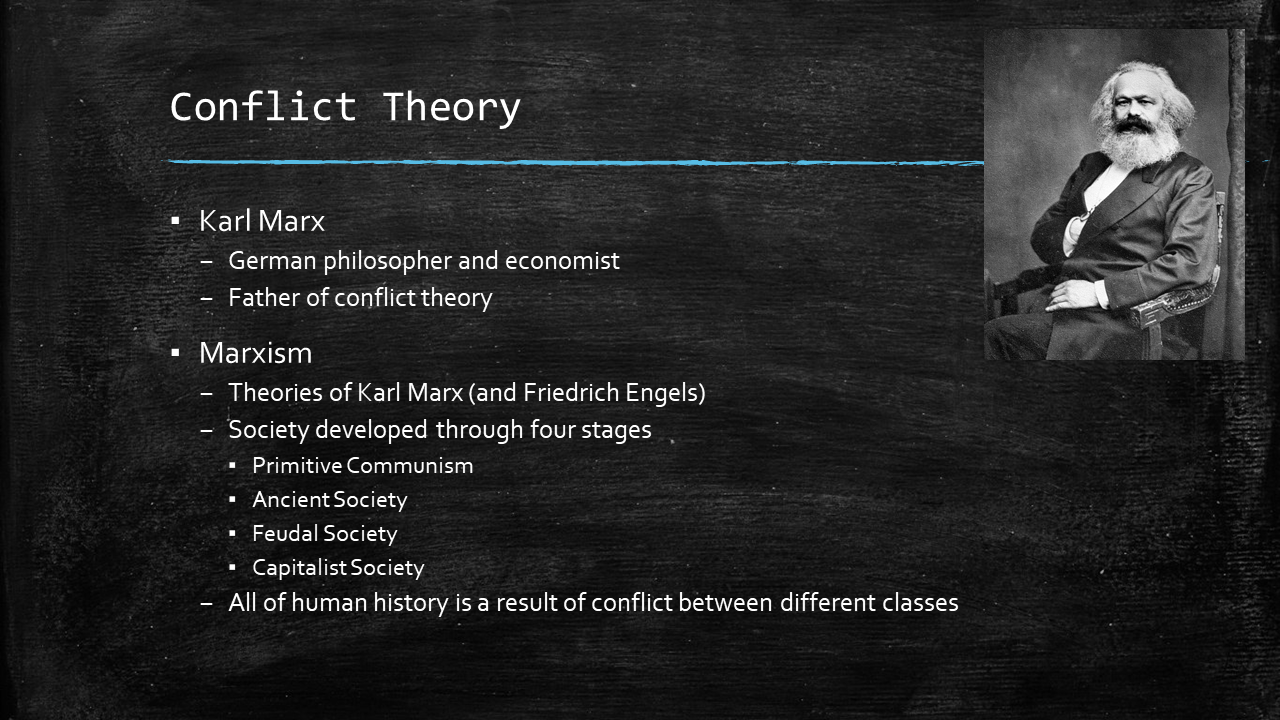 Conflict Theory
▪ Karl Marx
– German philosopher and economist
– Father of conflict theory
▪ Marxism
– Theories of Karl Marx (and Friedrich Engels)
– Society developed through four stages
▪ Primitive Communism
▪ Ancient Society
▪ Feudal Society
▪ Capitalist Society
– All of human history is a result of conflict between different classes